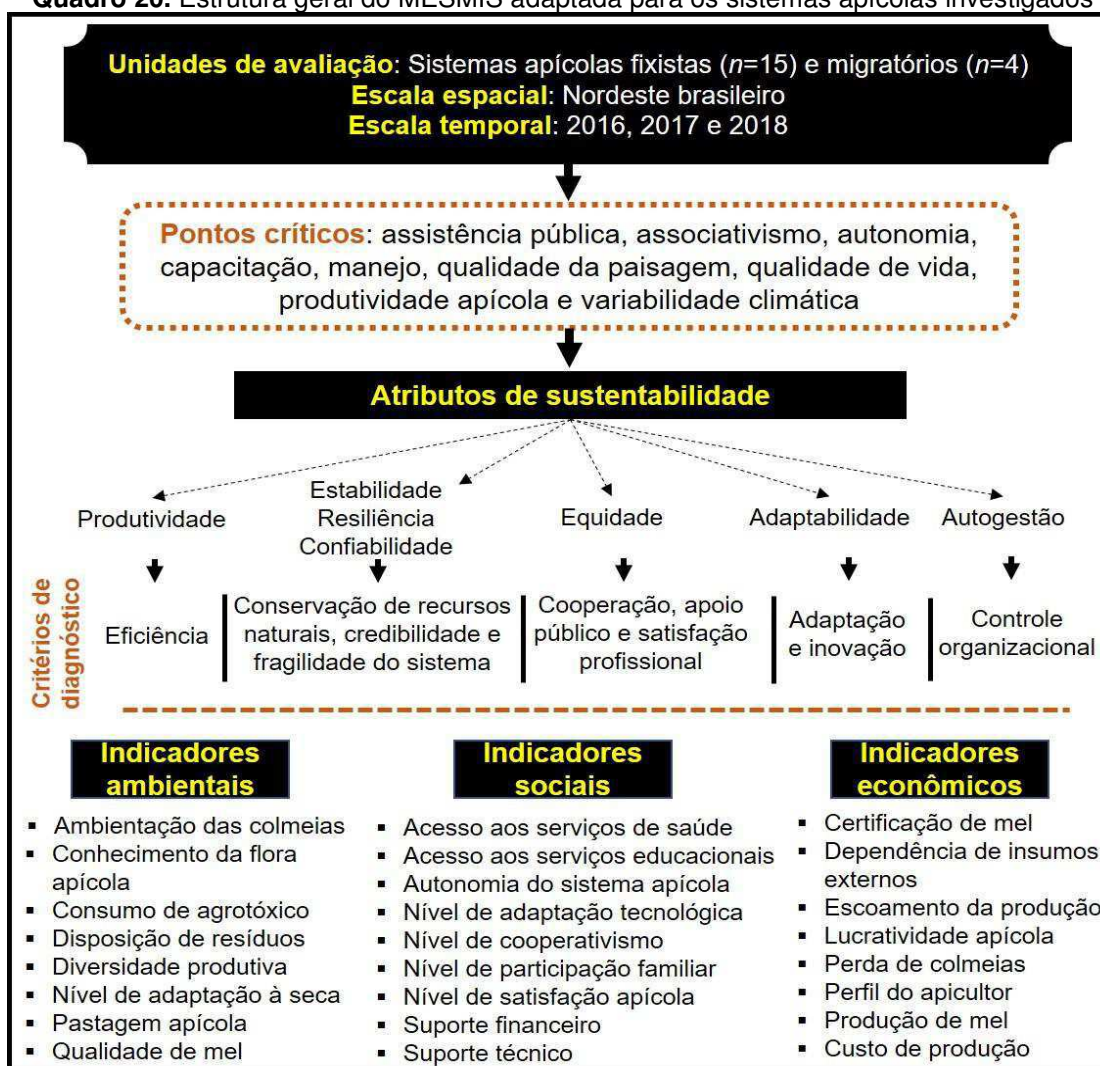 Quadro 20: Estrutura geral do MESMIS adaptada para os sistemas apícolas investigados
Unidades de avaliação: Sistemas apícolas fixistas (n=15) e migratórios (n=4)
Escala espacial: Nordeste brasileiro
Escala temporal: 2016, 2017 e 2018
Pontos críticos: assistência pública, associativismo, autonomia,
capacitação, manejo, qualidade da paisagem, qualidade de vida,
produtividade apícola e variabilidade climática
Atributos de sustentabilidade
Produtividade
Estabilidade
Resiliência
Confiabilidade
Equidade
Adaptabilidade
Autogestão
Critérios de
diagnóstico
Eficiência
Conservação de recursos
naturais, credibilidade e
fragilidade do sistema
Cooperação, apoio
público e satisfação
profissional
Adaptação
e inovação
Controle
organizacional
Indicadores
ambientais
▪ Ambientação das colmeias
▪ Conhecimento da flora
apícola
▪ Consumo de agrotóxico
▪ Disposição de resíduos
▪ Diversidade produtiva
▪ Nível de adaptação à seca
▪ Pastagem apícola
▪ Qualidade de mel
Indicadores
sociais
▪ Acesso aos serviços de saúde
▪ Acesso aos serviços educacionais
▪ Autonomia do sistema apícola
▪ Nível de adaptação tecnológica
▪ Nível de cooperativismo
▪ Nível de participação familiar
▪ Nível de satisfação apícola
▪ Suporte financeiro
▪ Suporte técnico
Indicadores
econômicos
▪ Certificação de mel
▪ Dependência de insumos
externos
▪ Escoamento da produção
▪ Lucratividade apícola
▪ Perda de colmeias
▪ Perfil do apicultor
▪ Produção de mel
▪ Custo de produção